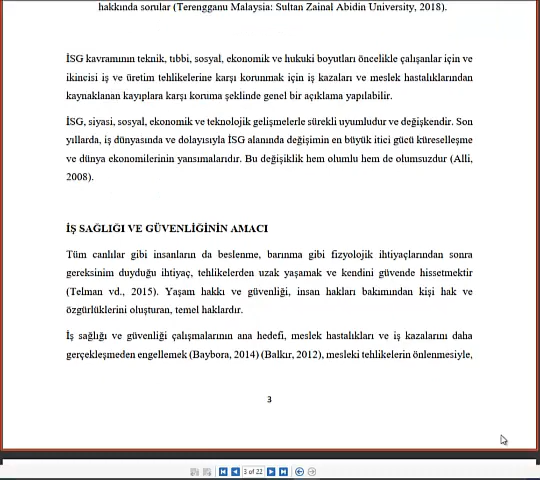 hakkında sorular (Terengganu Malaysia: Sultan Zainal Abidin University, 2018).
İSG kavramının teknik, tıbbi, sosyal, ekonomik ve hukuki boyutları öncelikle çalışanlar için ve
ikincisi iş ve üretim tehlikelerine karşı korunmak için iş kazaları ve meslek hastalıklarından
kaynaklanan kayıplara karşı koruma şeklinde genel bir açıklama yapılabilir.
İSG, siyasi, sosyal, ekonomik ve teknolojik gelişmelerle sürekli uyumludur ve değişkendir. Son
yıllarda, iş dünyasında ve dolayısıyla İSG alanında değişimin en büyük itici gücü küreselleşme
ve dünya ekonomilerinin yansımalarıdır. Bu değişiklik hem olumlu hem de olumsuzdur (Alli,
2008).
İŞ SAĞLIĞI VE GÜVENLİĞİNİN AMACI
Tüm canlılar gibi insanların da beslenme, barınma gibi fizyolojik ihtiyaçlarından sonra
gereksinim duyduğu ihtiyaç, tehlikelerden uzak yaşamak ve kendini güvende hissetmektir
(Telman vd., 2015). Yaşam hakkı ve güvenliği, insan hakları bakımından kişi hak ve
özgürlüklerini oluşturan, temel haklardır.
İş sağlığı ve güvenliği çalışmalarının ana hedefi, meslek hastalıkları ve iş kazalarını daha
gerçekleşmeden engellemek (Baybora, 2014) (Balkır, 2012), mesleki tehlikelerin önlenmesiyle,
3
3 of 22